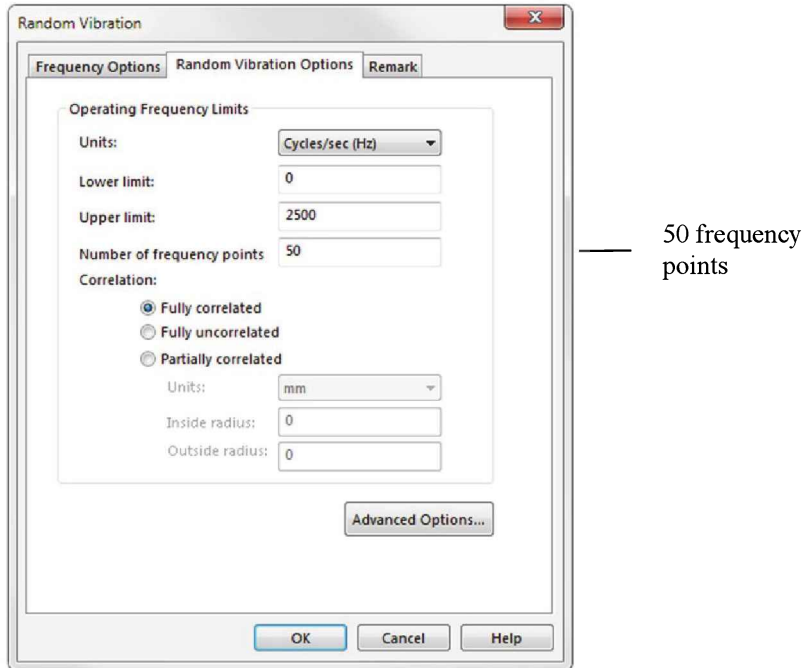 Random Vibration
Frequency Options Random Vibration Options Remark
Operating Frequency Limits
Units: Cycles/sec (Hz)
Lower limit: 0
Upper limit: 2500
Number of frequency points 50
Correlation:
Fully correlated
Fully uncorrelated
Partially correlated
Units: mm
Inside radius: 0
Outside radius: 0
Advanced Options...
OK Cancel Help
50 frequency
points